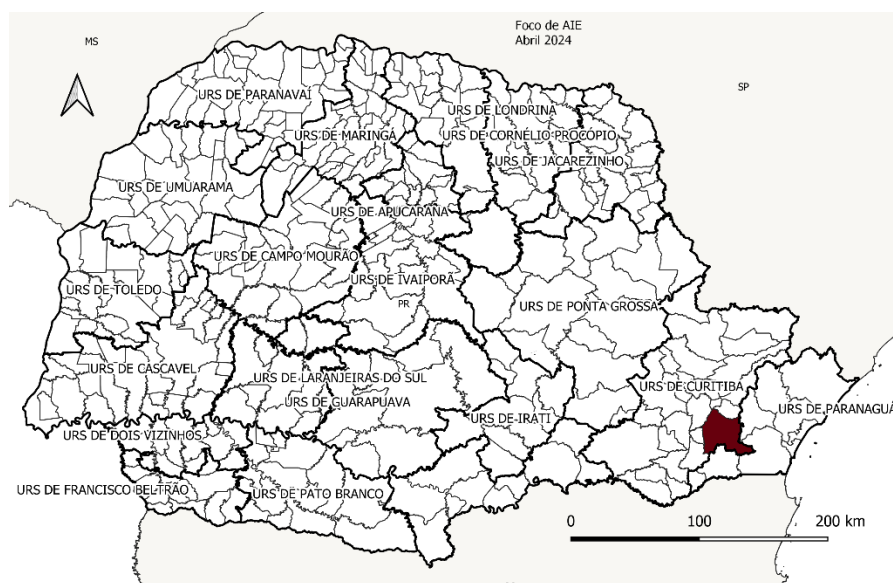 Foco de AIE
Abril 2024
MS
SP
URS DE PARANAVAÍ
URS DE LONDRINA
URS DE MARINGÁ
URS DE CORNÉLIO PROCÓPIO
URS DE JACAREZINHO
URS DE UMUARAMA
URS DE APUCARANA
URS DE CAMPO MOURÃO
URS DE IVAIPORÃ
URS DE TOLEDO
PR
URS DE PONTA GROSSA
URS DE CASCAVEL
URS DE LARANJEIRAS DO SUL
URS DE CURITIBA
URS DE GUARAPUAVA
URS DE PARANAGUÁ
URS DE IRATI
URS DE DOIS VIZINHOS
URS DE FRANCISCO BELTRÃO
URS DE PATO BRANCO
0 100 200 km